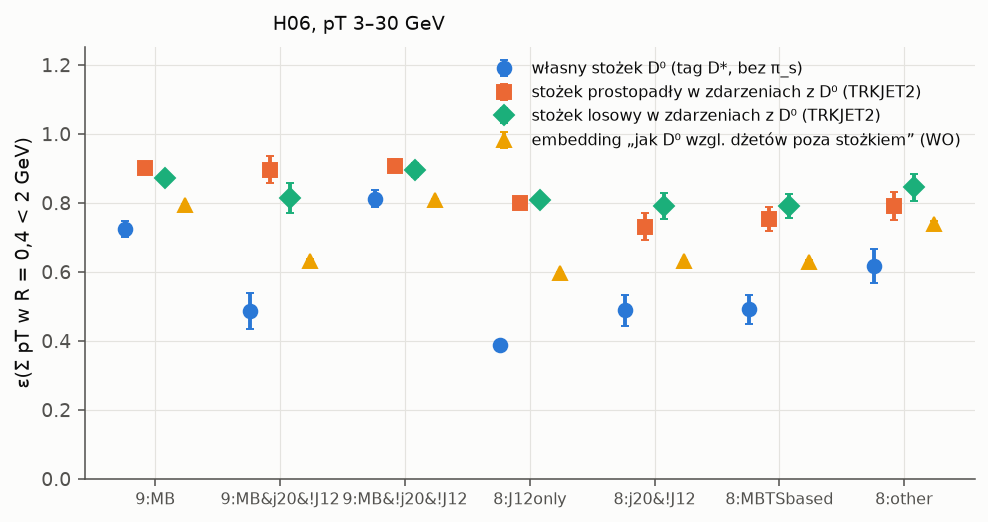 H06, pT 3–30 GeV
własny stożek D⁰ (tag D*, bez π_s)
stożek prostopadły w zdarzeniach z D⁰ (TRKJET2)
stożek losowy w zdarzeniach z D⁰ (TRKJET2)
embedding „jak D⁰ wzgl. dżetów poza stożkiem” (WO)
ε(Σ pT w R = 0,4 < 2 GeV)
1.2
1.0
0.8
0.6
0.4
0.2
0.0
9:MB 9:MB&j20&!J12 9:MB&!j20&!J12 8:J12only 8:j20&!J12 8:MBTSbased 8:other